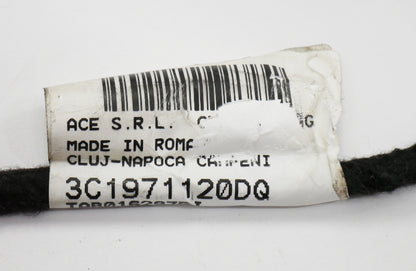 ACE S.R.L.
MADE IN ROMA
CLUJ-NAPOCA CAMPENI
3C1971120DQ